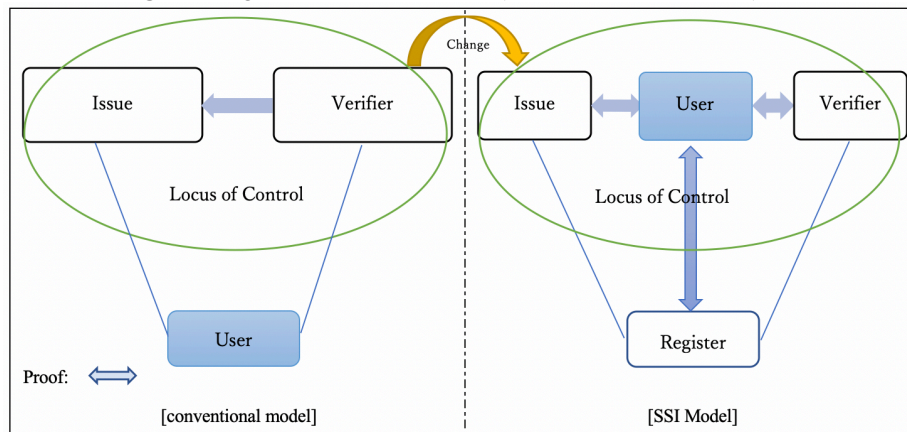 Change
Issue
Verifier
Issue
User
Verifier
Locus of Control
Locus of Control
User
Register
Proof:
[conventional model]
[SSI Model]